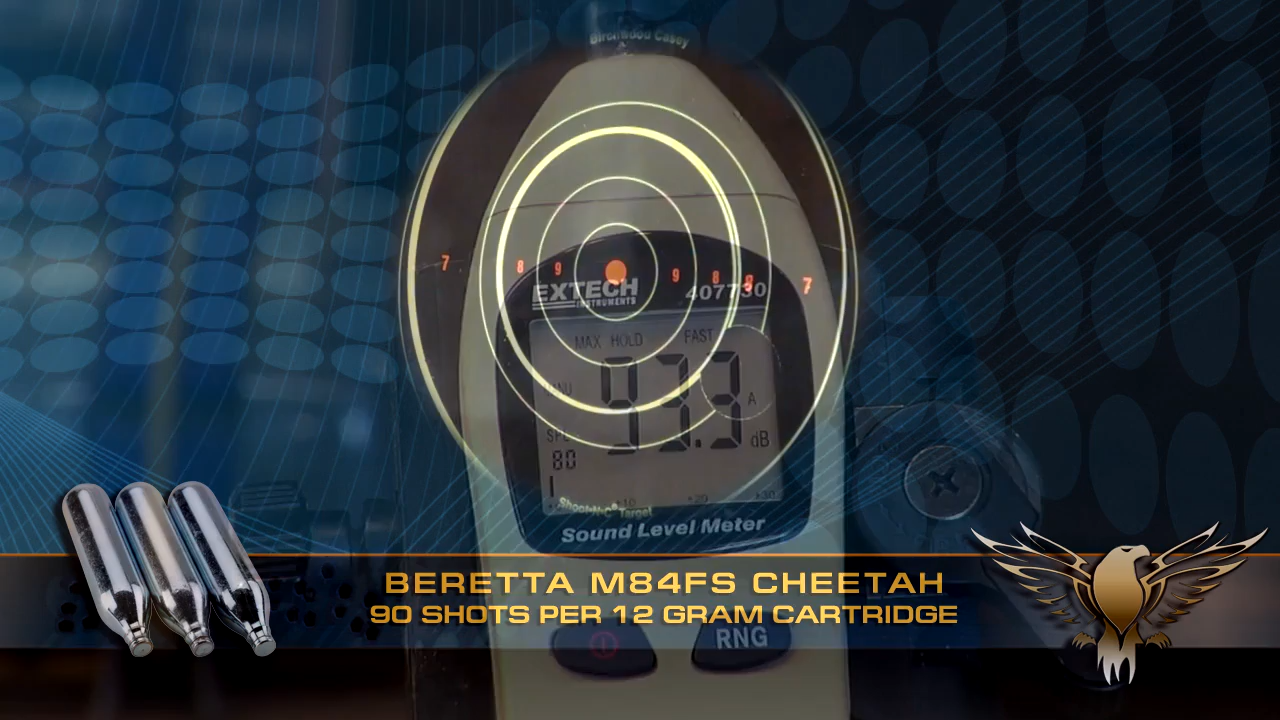 Birchwood Casey
7 8 9 9 8 8 7
EXTECH 407730
INSTRUMENTS
MAX HOLD FAST
93.3 A
dB
80
+10 +20 +30
Shoot•N•C® Target
Sound Level Meter
BERETTA M84FS CHEETAH
90 SHOTS PER 12 GRAM CARTRIDGE
RNG